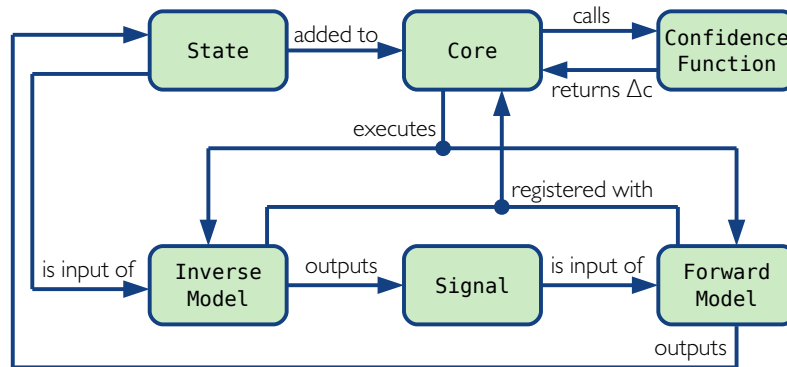 calls
State
added to
Core
Confidence
Function
returns Δc
executes
registered with
is input of
Inverse
Model
outputs
Signal
is input of
Forward
Model
outputs